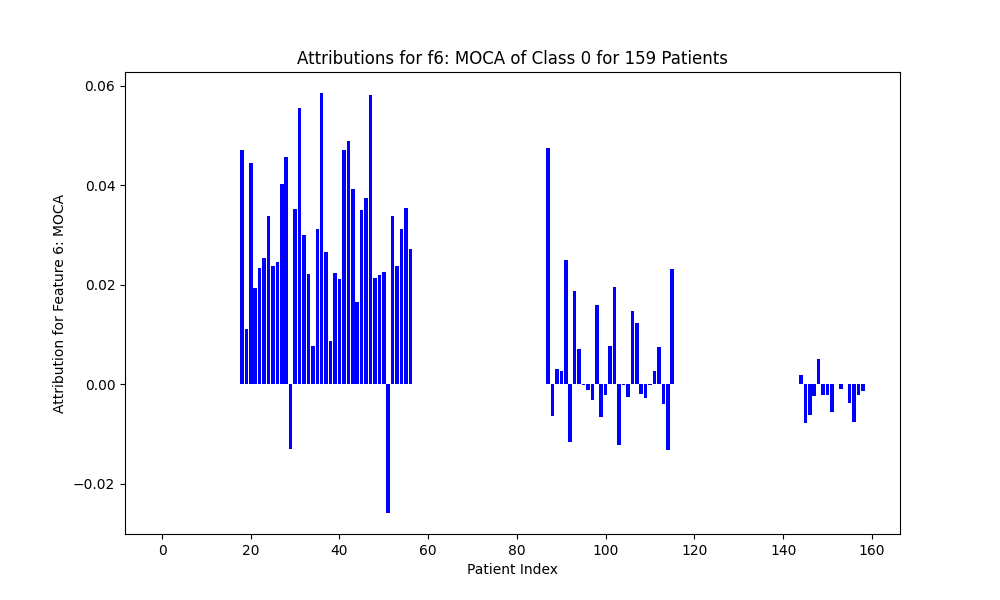 Attributions for f6: MOCA of Class 0 for 159 Patients
0.06
0.04
0.02
0.00
−0.02
Attribution for Feature 6: MOCA
0 20 40 60 80 100 120 140 160
Patient Index